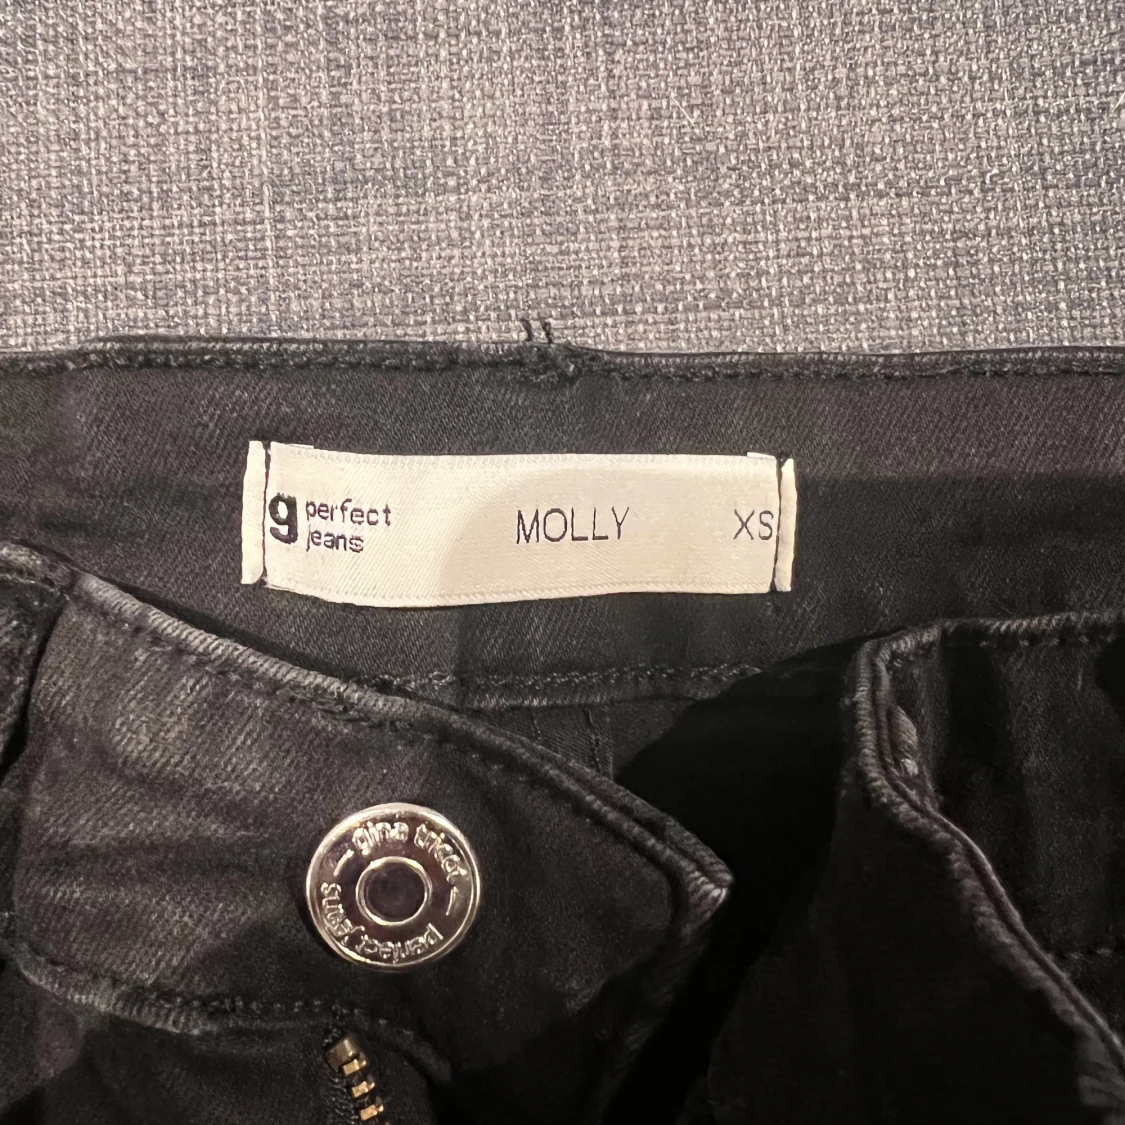 g perfect
jeans
MOLLY
XS
gina tricot
perfect jeans